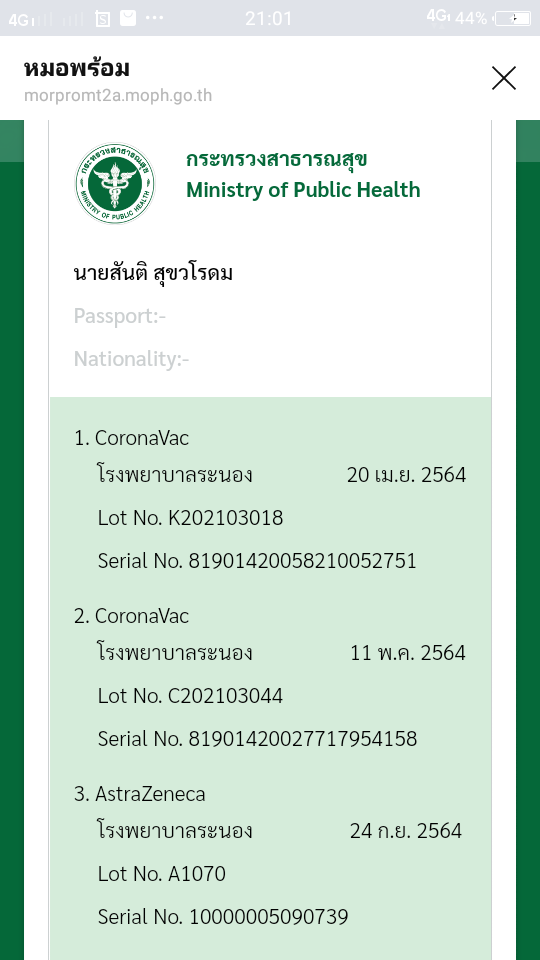 4G 21:01 4G 44%
หมอพร้อม
morpromt2a.moph.go.th
กระทรวงสาธารณสุข
Ministry of Public Health
กระทรวงสาธารณสุข
MINISTRY OF PUBLIC HEALTH
นายสันติ สุขวโรดม
Passport:-
Nationality:-
1. CoronaVac
โรงพยาบาลระนอง 20 เม.ย. 2564
Lot No. K202103018
Serial No. 81901420058210052751
2. CoronaVac
โรงพยาบาลระนอง 11 พ.ค. 2564
Lot No. C202103044
Serial No. 81901420027717954158
3. AstraZeneca
โรงพยาบาลระนอง 24 ก.ย. 2564
Lot No. A1070
Serial No. 10000005090739